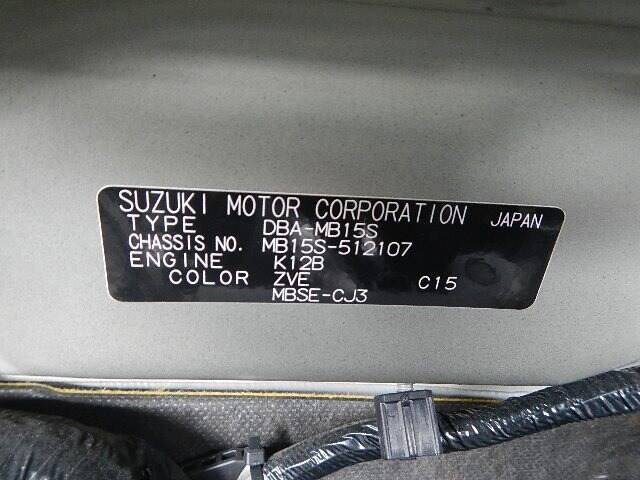 SUZUKI MOTOR CORPORATION JAPAN
TYPE DBA-MB15S
CHASSIS NO. MB15S-512107
ENGINE K12B
COLOR ZVE C15
MBSE-CJ3